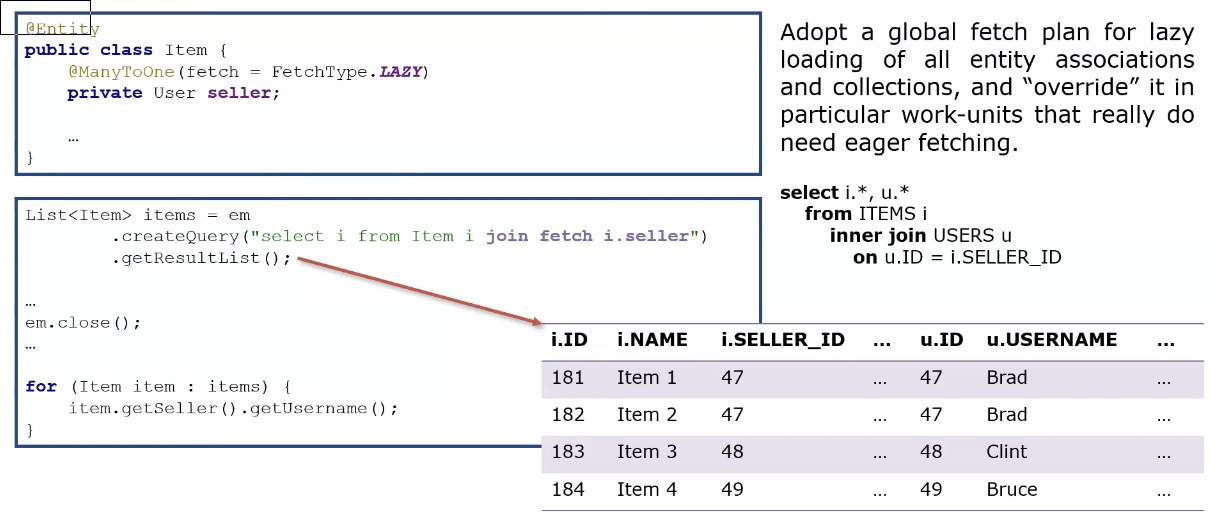 @Entity
public class Item {
@ManyToOne(fetch = FetchType.LAZY)
private User seller;
…
}
List<Item> items = em
.createQuery("select i from Item i join fetch i.seller")
.getResultList();
…
em.close();
…
for (Item item : items) {
item.getSeller().getUsername();
}
Adopt a global fetch plan for lazy
loading of all entity associations
and collections, and “override” it in
particular work-units that really do
need eager fetching.
select i.*, u.*
from ITEMS i
inner join USERS u
on u.ID = i.SELLER_ID
i.ID i.NAME i.SELLER_ID … u.ID u.USERNAME …
181 Item 1 47 … 47 Brad …
182 Item 2 47 … 47 Brad …
183 Item 3 48 … 48 Clint …
184 Item 4 49 … 49 Bruce …